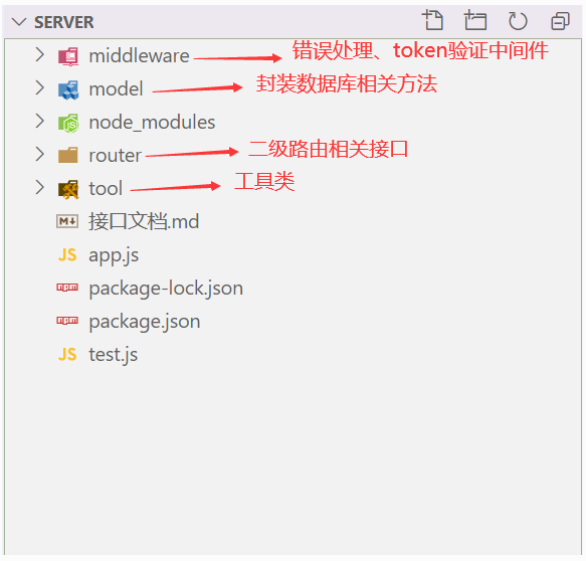 SERVER
middleware 错误处理、token验证中间件
model 封装数据库相关方法
node_modules
router 二级路由相关接口
tool 工具类
接口文档.md
JS app.js
package-lock.json
package.json
JS test.js